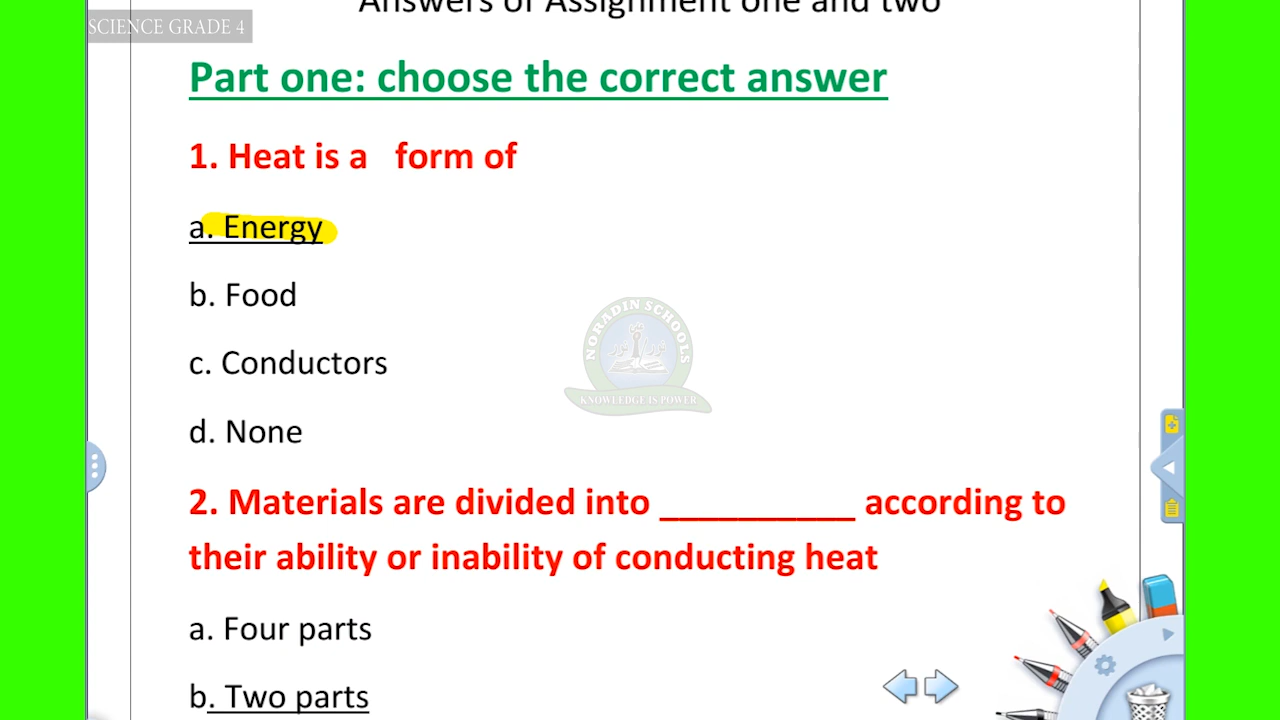 Answers of Assignment one and two
SCIENCE GRADE 4
Part one: choose the correct answer
1. Heat is a form of
a. Energy
b. Food
NORADIN SCHOOLS
KNOWLEDGE IS POWER
c. Conductors
d. None
2. Materials are divided into __________ according to
their ability or inability of conducting heat
a. Four parts
b. Two parts